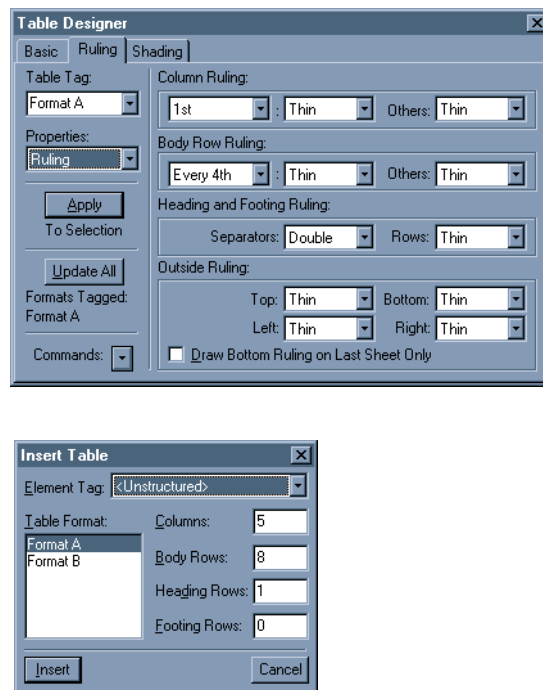 Table Designer
Basic Ruling Shading
Table Tag:
Format A
Properties:
Ruling
Apply
To Selection
Update All
Formats Tagged:
Format A
Commands:
Column Ruling:
1st : Thin Others: Thin
Body Row Ruling:
Every 4th : Thin Others: Thin
Heading and Footing Ruling:
Separators: Double Rows: Thin
Outside Ruling:
Top: Thin Bottom: Thin
Left: Thin Right: Thin
Draw Bottom Ruling on Last Sheet Only
Insert Table
Element Tag: <Unstructured>
Table Format:
Format A
Format B
Columns: 5
Body Rows: 8
Heading Rows: 1
Footing Rows: 0
Insert Cancel